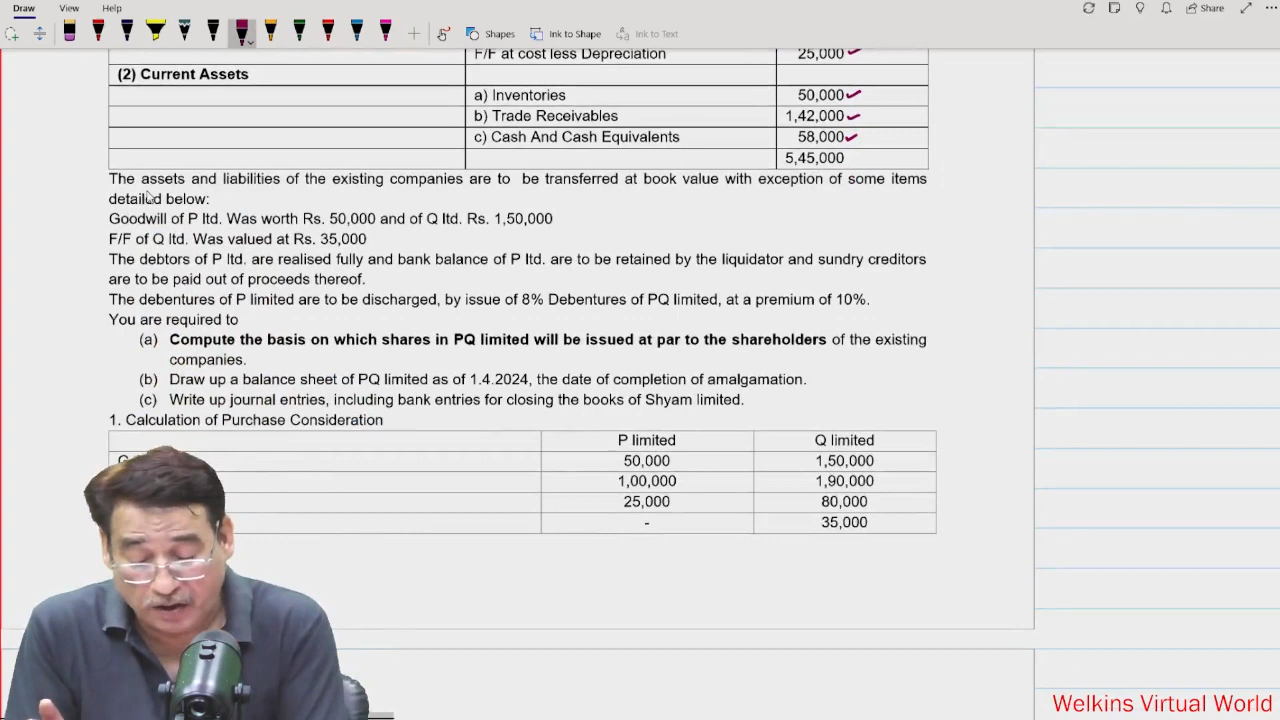 Draw View Help
Share
Shapes Ink to Shape Ink to Text
F/F at cost less Depreciation 25,000
(2) Current Assets
a) Inventories 50,000
b) Trade Receivables 1,42,000
c) Cash And Cash Equivalents 58,000
5,45,000
The assets and liabilities of the existing companies are to be transferred at book value with exception of some items
detailed below:
Goodwill of P ltd. Was worth Rs. 50,000 and of Q ltd. Rs. 1,50,000
F/F of Q ltd. Was valued at Rs. 35,000
The debtors of P ltd. are realised fully and bank balance of P ltd. are to be retained by the liquidator and sundry creditors
are to be paid out of proceeds thereof.
The debentures of P limited are to be discharged, by issue of 8% Debentures of PQ limited, at a premium of 10%.
You are required to
(a) Compute the basis on which shares in PQ limited will be issued at par to the shareholders of the existing
companies.
(b) Draw up a balance sheet of PQ limited as of 1.4.2024, the date of completion of amalgamation.
(c) Write up journal entries, including bank entries for closing the books of Shyam limited.
1. Calculation of Purchase Consideration
P limited Q limited
50,000 1,50,000
1,00,000 1,90,000
25,000 80,000
- 35,000
Welkins Virtual World